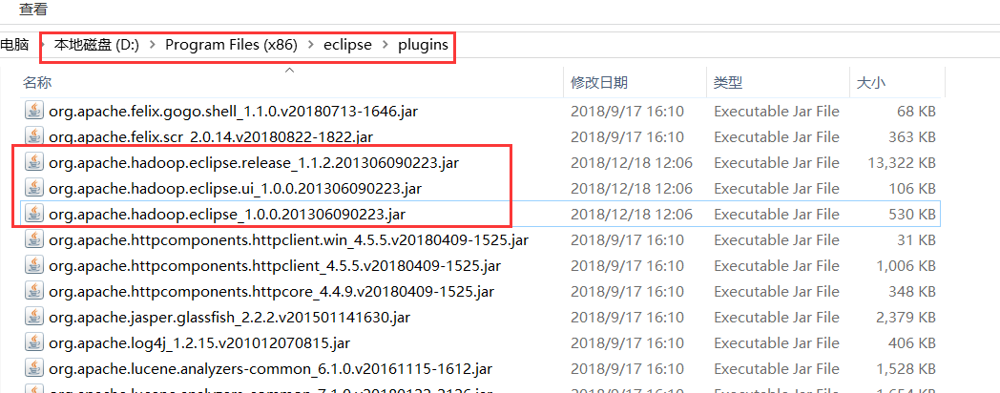 查看
电脑 > 本地磁盘 (D:) > Program Files (x86) > eclipse > plugins
名称 修改日期 类型 大小
org.apache.felix.gogo.shell_1.1.0.v20180713-1646.jar 2018/9/17 16:10 Executable Jar File 68 KB
org.apache.felix.scr_2.0.14.v20180822-1822.jar 2018/9/17 16:10 Executable Jar File 363 KB
org.apache.hadoop.eclipse.release_1.1.2.201306090223.jar 2018/12/18 12:06 Executable Jar File 13,322 KB
org.apache.hadoop.eclipse.ui_1.0.0.201306090223.jar 2018/12/18 12:06 Executable Jar File 106 KB
org.apache.hadoop.eclipse_1.0.0.201306090223.jar 2018/12/18 12:06 Executable Jar File 530 KB
org.apache.httpcomponents.httpclient.win_4.5.5.v20180409-1525.jar 2018/9/17 16:10 Executable Jar File 31 KB
org.apache.httpcomponents.httpclient_4.5.5.v20180409-1525.jar 2018/9/17 16:10 Executable Jar File 1,006 KB
org.apache.httpcomponents.httpcore_4.4.9.v20180409-1525.jar 2018/9/17 16:10 Executable Jar File 348 KB
org.apache.jasper.glassfish_2.2.2.v201501141630.jar 2018/9/17 16:10 Executable Jar File 2,379 KB
org.apache.log4j_1.2.15.v201012070815.jar 2018/9/17 16:10 Executable Jar File 406 KB
org.apache.lucene.analyzers-common_6.1.0.v20161115-1612.jar 2018/9/17 16:10 Executable Jar File 1,528 KB